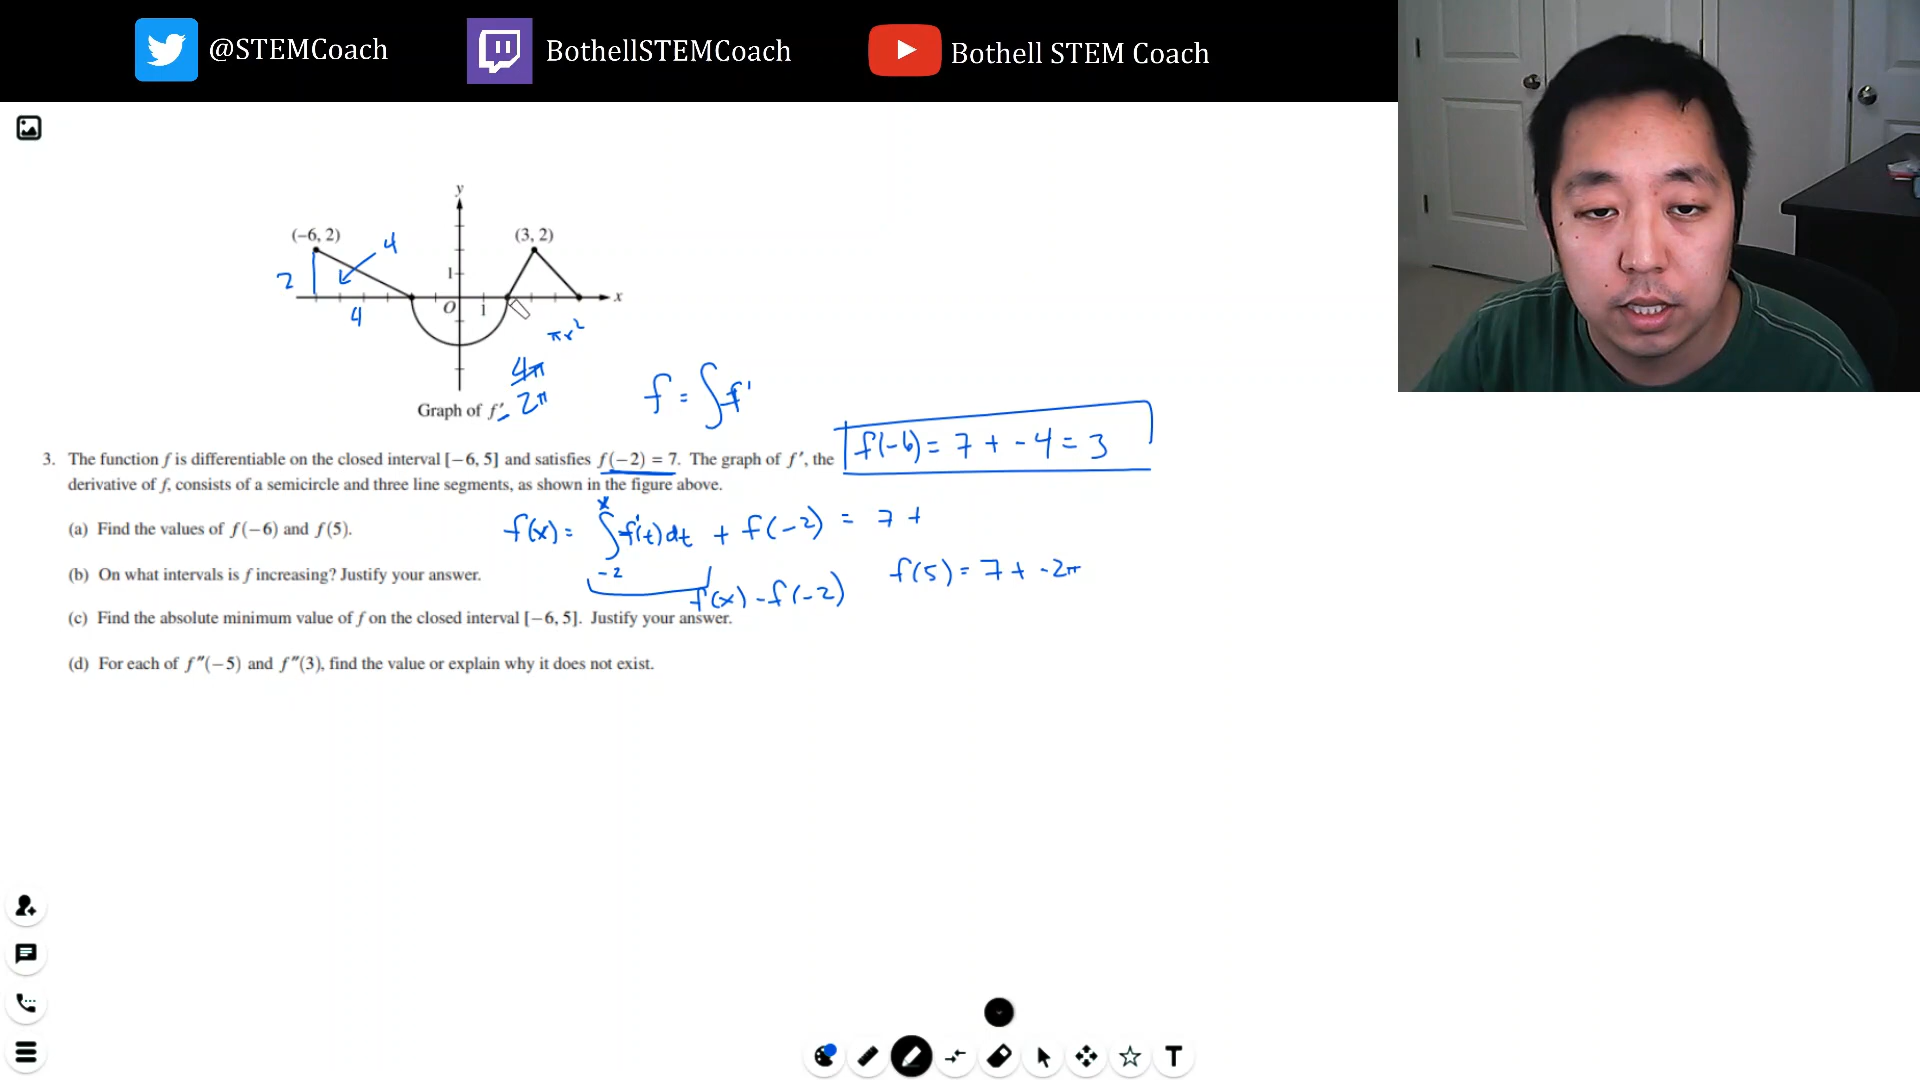 @STEMCoach BothellSTEMCoach Bothell STEM Coach
y
(−6, 2) 4 (3, 2)
2 1
O 1 x
4 πr²
4π
Graph of f′ - 2π
f = ∫f'
f(-6) = 7 + -4 = 3
3. The function f is differentiable on the closed interval [−6, 5] and satisfies f(−2) = 7. The graph of f′, the
derivative of f, consists of a semicircle and three line segments, as shown in the figure above.
x
(a) Find the values of f(−6) and f(5).
f(x) = ∫f'(t)dt + f(-2) = 7 +
-2
f(5) = 7 + -2π
(b) On what intervals is f increasing? Justify your answer.
f(x) - f(-2)
(c) Find the absolute minimum value of f on the closed interval [−6, 5]. Justify your answer.
(d) For each of f″(−5) and f″(3), find the value or explain why it does not exist.
T